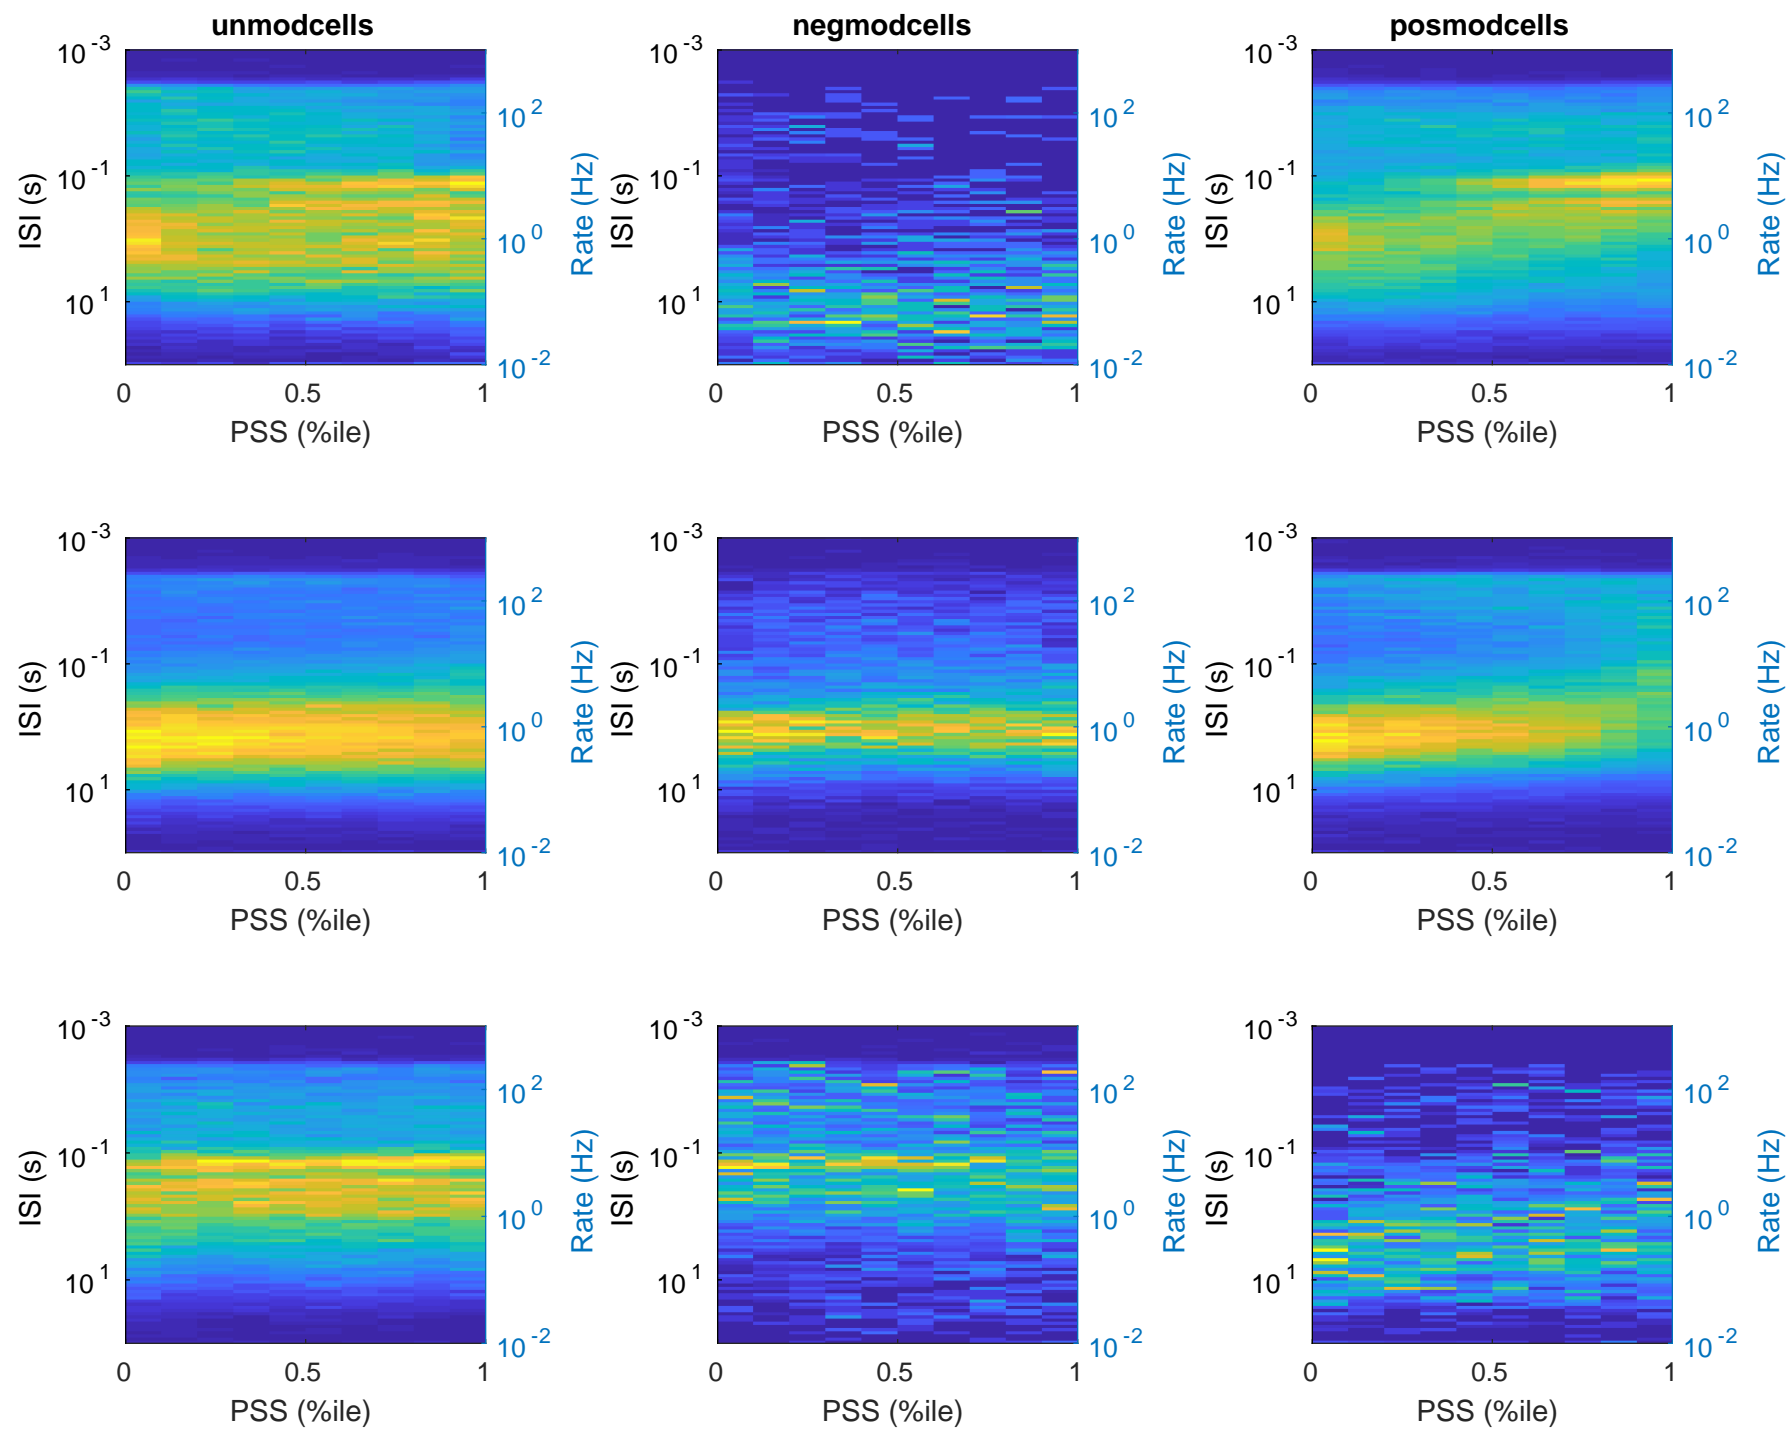 unmodcells negmodcells posmodcells
10^-3 10^-3 10^-3
10^2 10^2 10^2
10^-1 10^-1 10^-1
ISI (s) Rate (Hz) ISI (s) Rate (Hz) ISI (s) Rate (Hz)
10^0 10^0 10^0
10^1 10^1 10^1
10^-2 10^-2 10^-2
0 0.5 1 0 0.5 1 0 0.5 1
PSS (%ile) PSS (%ile) PSS (%ile)
10^-3 10^-3 10^-3
10^2 10^2 10^2
10^-1 10^-1 10^-1
ISI (s) Rate (Hz) ISI (s) Rate (Hz) ISI (s) Rate (Hz)
10^0 10^0 10^0
10^1 10^1 10^1
10^-2 10^-2 10^-2
0 0.5 1 0 0.5 1 0 0.5 1
PSS (%ile) PSS (%ile) PSS (%ile)
10^-3 10^-3 10^-3
10^2 10^2 10^2
10^-1 10^-1 10^-1
ISI (s) Rate (Hz) ISI (s) Rate (Hz) ISI (s) Rate (Hz)
10^0 10^0 10^0
10^1 10^1 10^1
10^-2 10^-2 10^-2
0 0.5 1 0 0.5 1 0 0.5 1
PSS (%ile) PSS (%ile) PSS (%ile)